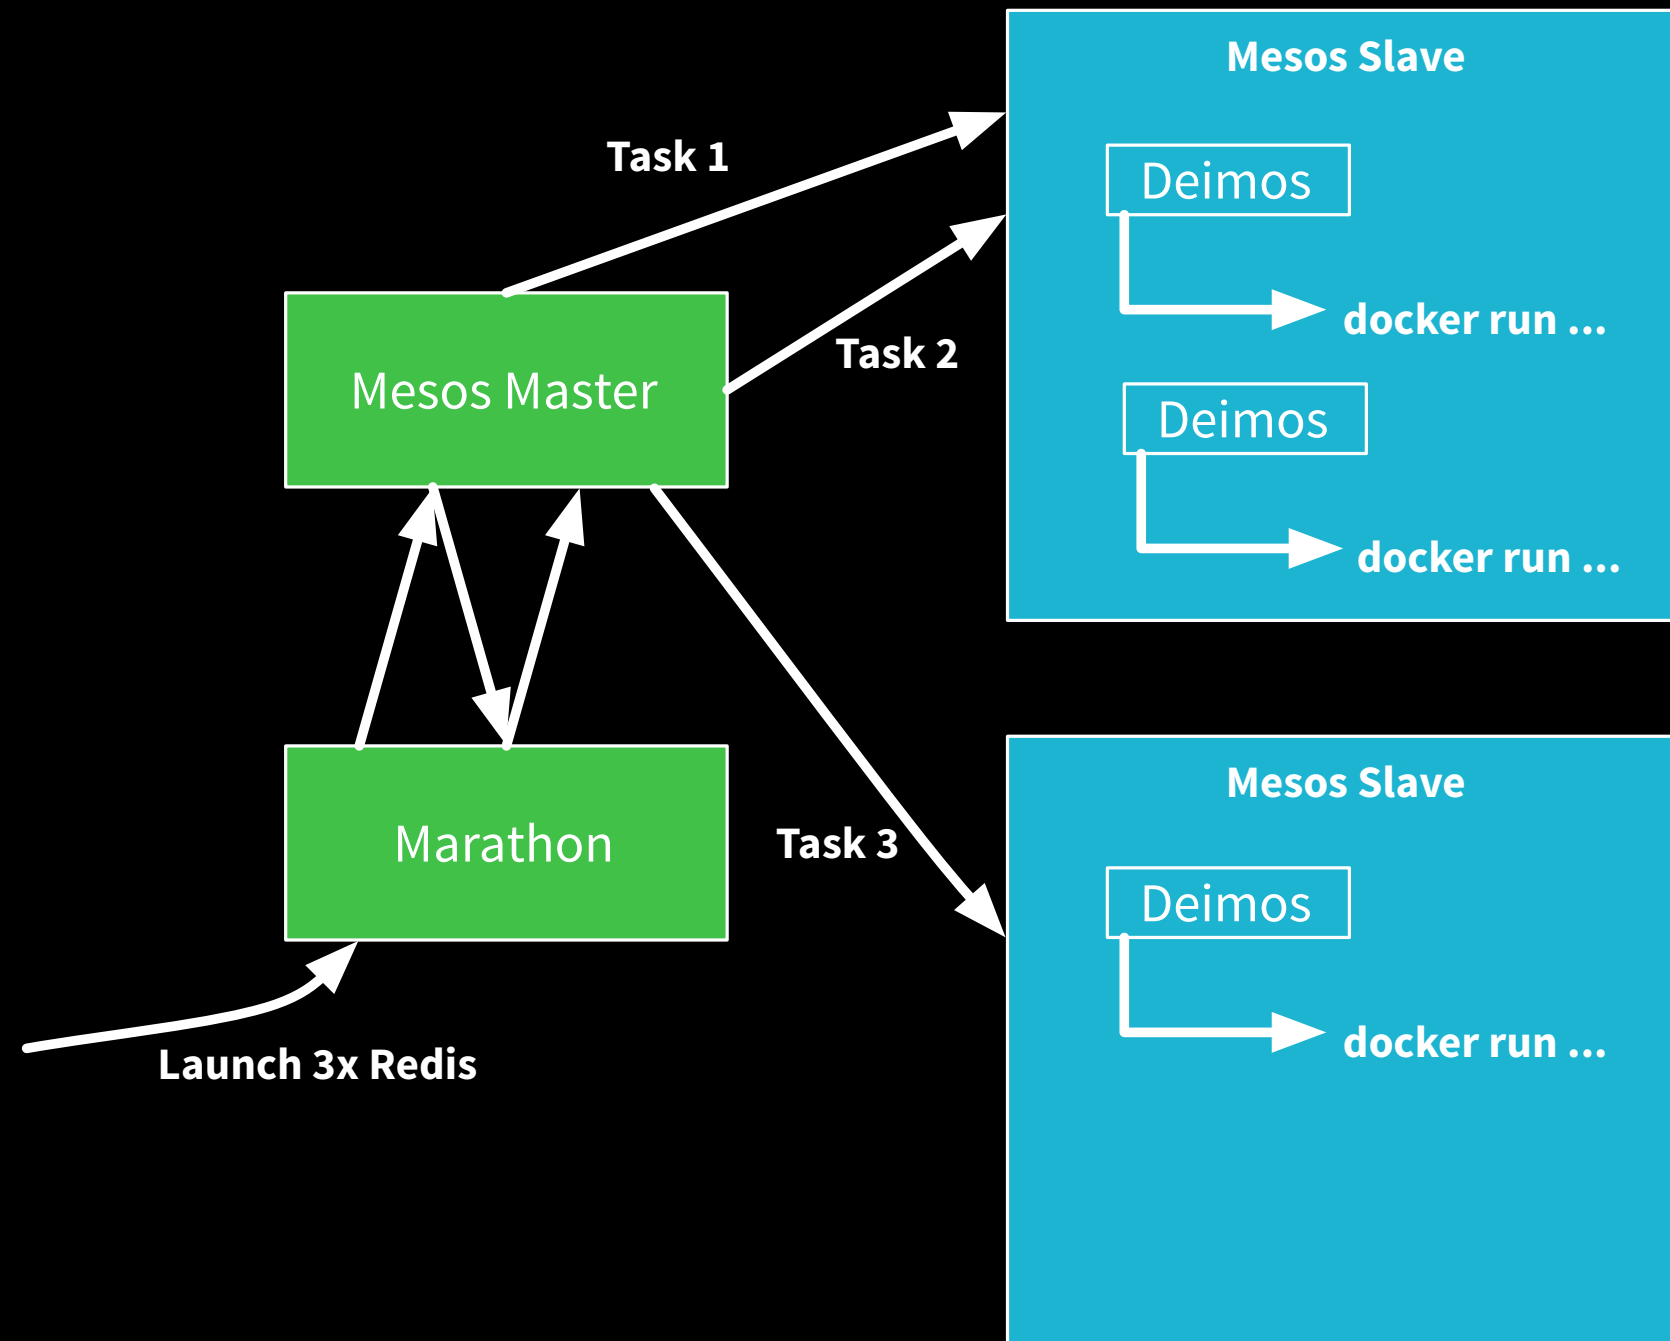 Mesos Slave
Task 1
Deimos
docker run ...
Task 2
Mesos Master
Deimos
docker run ...
Mesos Slave
Marathon
Task 3
Deimos
docker run ...
Launch 3x Redis